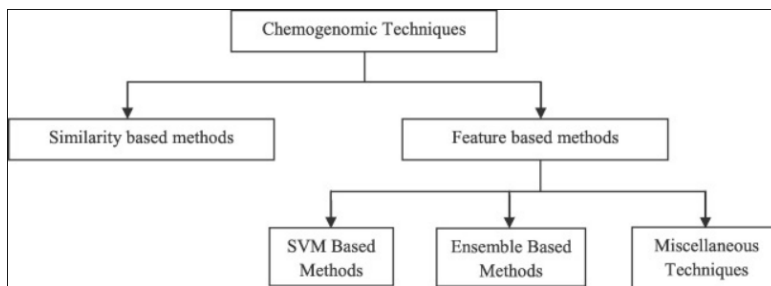 Chemogenomic Techniques
Similarity based methods
Feature based methods
SVM Based
Methods
Ensemble Based
Methods
Miscellaneous
Techniques